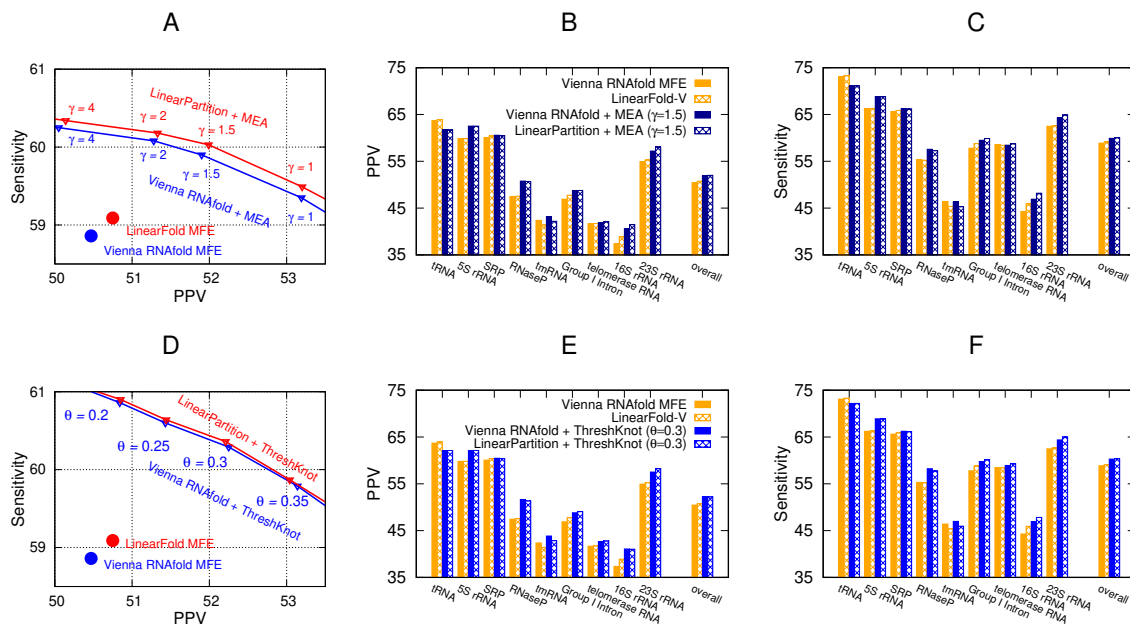 A
Sensitivity
61
60
59
50
51
52
53
PPV
γ = 4
γ = 2
γ = 1.5
γ = 1
LinearPartition + MEA
γ = 4
γ = 2
γ = 1.5
γ = 1
Vienna RNAfold + MEA
LinearFold MFE
Vienna RNAfold MFE
B
PPV
75
65
55
45
35
Vienna RNAfold MFE
LinearFold-V
Vienna RNAfold + MEA (γ=1.5)
LinearPartition + MEA (γ=1.5)
tRNA
5S rRNA
SRP
RNaseP
tmRNA
Group I Intron
telomerase RNA
16S rRNA
23S rRNA
overall
C
Sensitivity
75
65
55
45
35
tRNA
5S rRNA
SRP
RNaseP
tmRNA
Group I Intron
telomerase RNA
16S rRNA
23S rRNA
overall
D
Sensitivity
61
60
59
50
51
52
53
PPV
θ = 0.2
θ = 0.25
θ = 0.3
θ = 0.35
LinearPartition + ThreshKnot
Vienna RNAfold + ThreshKnot
LinearFold MFE
Vienna RNAfold MFE
E
PPV
75
65
55
45
35
Vienna RNAfold MFE
LinearFold-V
Vienna RNAfold + ThreshKnot (θ=0.3)
LinearPartition + ThreshKnot (θ=0.3)
tRNA
5S rRNA
SRP
RNaseP
tmRNA
Group I Intron
telomerase RNA
16S rRNA
23S rRNA
overall
F
Sensitivity
75
65
55
45
35
tRNA
5S rRNA
SRP
RNaseP
tmRNA
Group I Intron
telomerase RNA
16S rRNA
23S rRNA
overall